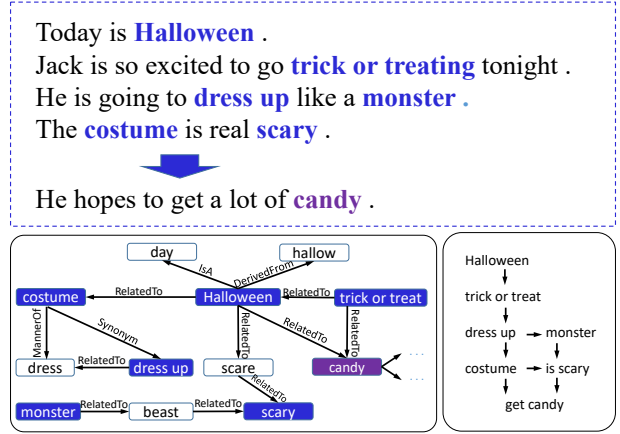 Today is Halloween .
Jack is so excited to go trick or treating tonight .
He is going to dress up like a monster .
The costume is real scary .
He hopes to get a lot of candy .
day
hallow
IsA
DerivedFrom
costume
RelatedTo
Halloween
RelatedTo
trick or treat
MannerOf
Synonym
RelatedTo
RelatedTo
RelatedTo
dress
RelatedTo
dress up
scare
candy
...
...
RelatedTo
monster
RelatedTo
beast
RelatedTo
scary
Halloween
trick or treat
dress up
monster
costume
is scary
get candy